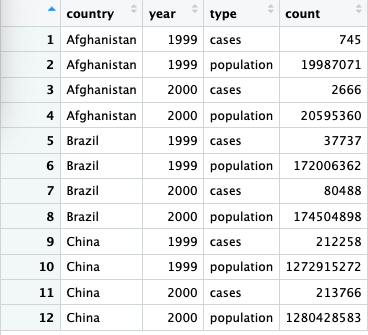 country year type count
1 Afghanistan 1999 cases 745
2 Afghanistan 1999 population 19987071
3 Afghanistan 2000 cases 2666
4 Afghanistan 2000 population 20595360
5 Brazil 1999 cases 37737
6 Brazil 1999 population 172006362
7 Brazil 2000 cases 80488
8 Brazil 2000 population 174504898
9 China 1999 cases 212258
10 China 1999 population 1272915272
11 China 2000 cases 213766
12 China 2000 population 1280428583